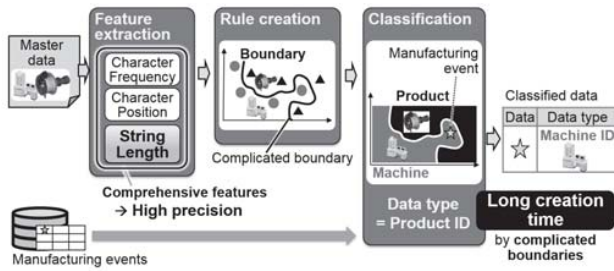 Master
data
Feature
extraction
Character
Frequency
Character
Position
String
Length
Comprehensive features
→ High precision
Rule creation
Boundary
Complicated boundary
Classification
Manufacturing
event
Product
Machine
Data type
= Product ID
Classified data
Data Data type
Machine ID
Long creation
time
by complicated
boundaries
Manufacturing events